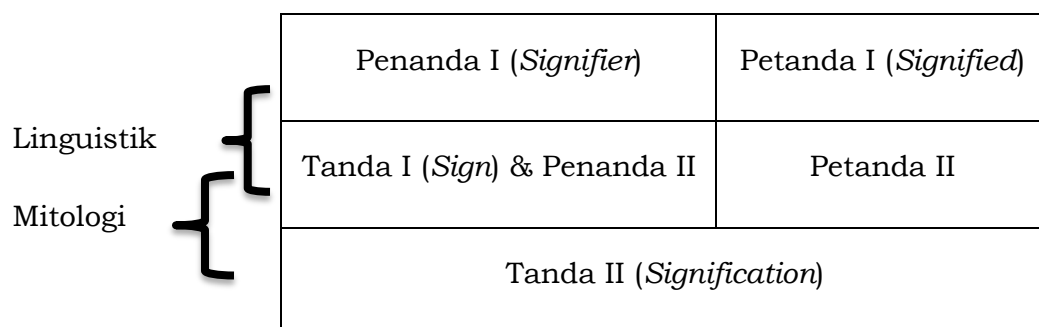 Penanda I (Signifier)
Petanda I (Signified)
Linguistik
Tanda I (Sign) & Penanda II
Petanda II
Mitologi
Tanda II (Signification)